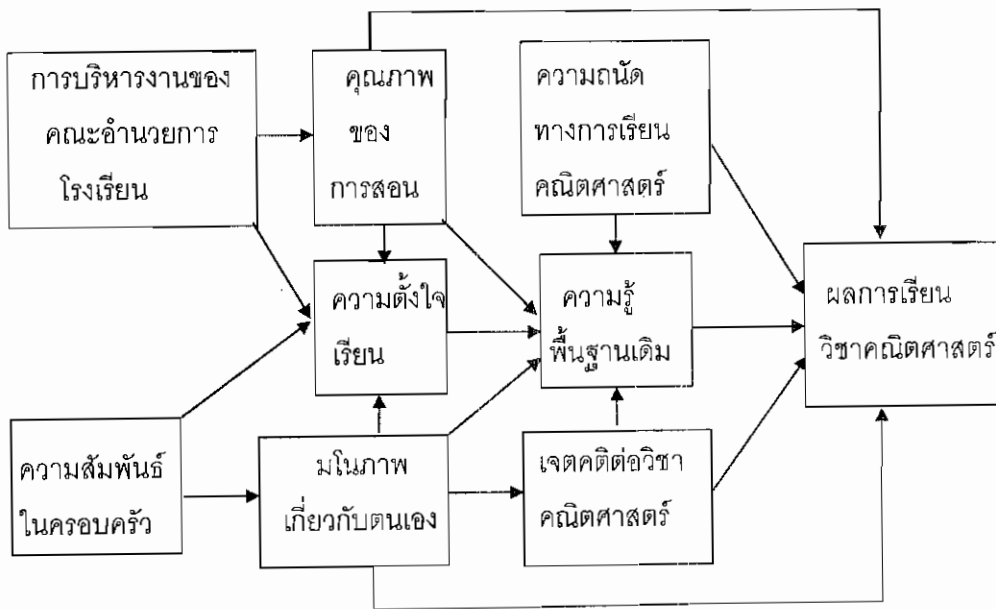 การบริหารงานของ
คณะอำนวยการ
โรงเรียน
คุณภาพ
ของ
การสอน
ความถนัด
ทางการเรียน
คณิตศาสตร์
ความตั้งใจ
เรียน
ความรู้
พื้นฐานเดิม
ผลการเรียน
วิชาคณิตศาสตร์
ความสัมพันธ์
ในครอบครัว
มโนภาพ
เกี่ยวกับตนเอง
เจตคติต่อวิชา
คณิตศาสตร์